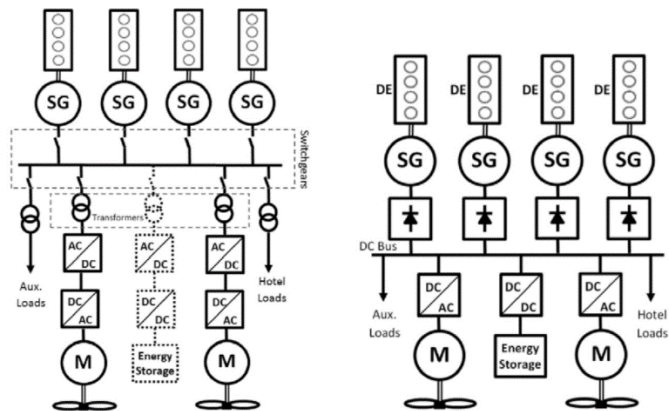 SG
SG
SG
SG
Switchgears
Transformers
AC
DC
AC
DC
AC
DC
Aux.
Loads
Hotel
Loads
DC
AC
DC
DC
DC
AC
M
Energy
Storage
M
DE
DE
DE
DE
SG
SG
SG
SG
DC Bus
DC
AC
DC
DC
DC
AC
Aux.
Loads
Hotel
Loads
M
Energy
Storage
M